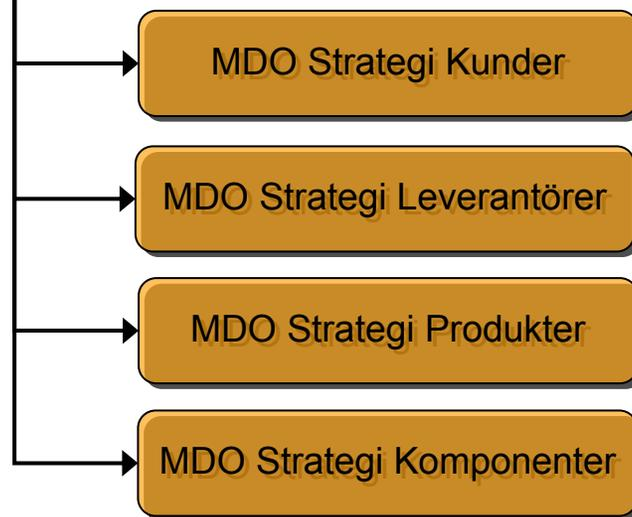 MDO Strategi Kunder
MDO Strategi Leverantörer
MDO Strategi Produkter
MDO Strategi Komponenter